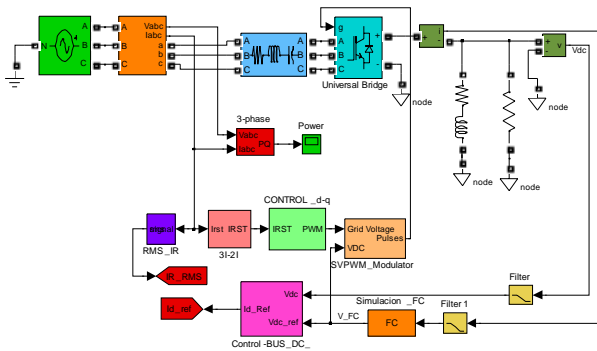 A
N
B
C
A
B
C
Vabc
Iabc
a
b
c
A
B
C
A
B
C
A
B
C
g
+
A
B
-
C
Universal Bridge
i
+
-
+
v
-
Vdc
node
node
node
node
3-phase
Vabc
Iabc
PQ
Power
CONTROL _d-q
signal
RMS _IR
Irst IRST
3I-2I
IRST PWM
Grid Voltage
Pulses
VDC
SVPWM_Modulator
IR_RMS
Id_ref
Vdc
Id_Ref
Vdc_ref
Control -BUS_DC_
V_FC
Simulacion _FC
FC
Filter 1
Filter